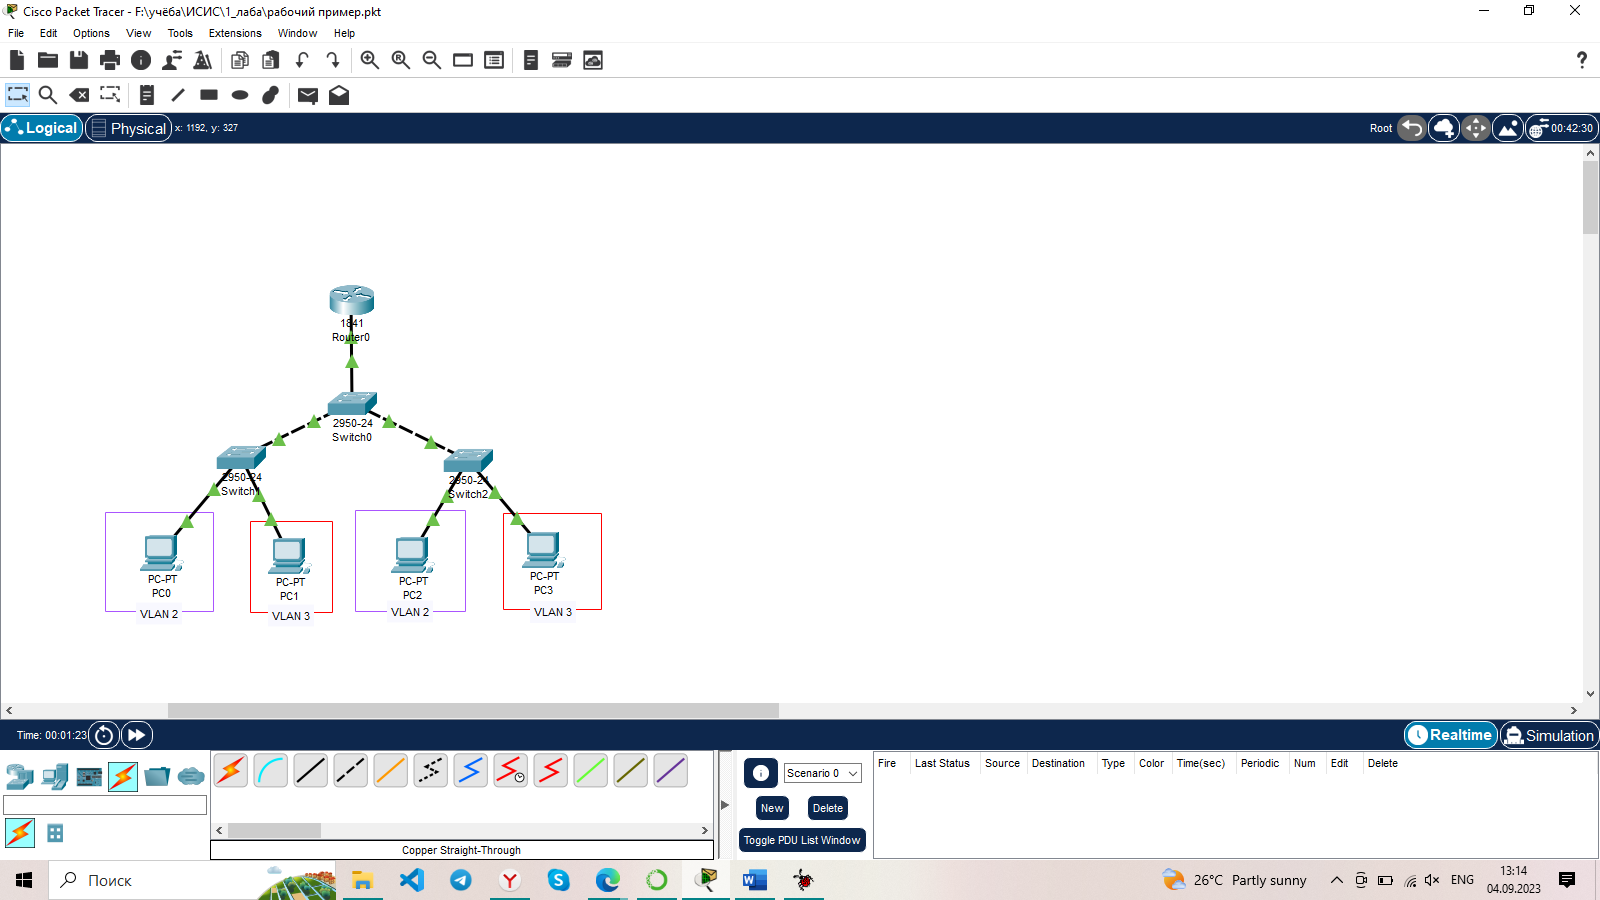 Cisco Packet Tracer - F:\учёба\ИСИС\1_лаба\рабочий пример.pkt
File Edit Options View Tools Extensions Window Help
Logical Physical x: 1192, y: 327 Root 00:42:30
1841
Router0
2950-24
Switch0
2950-24
Switch1
2950-24
Switch2
PC-PT
PC0
VLAN 2
PC-PT
PC1
VLAN 3
PC-PT
PC2
VLAN 2
PC-PT
PC3
VLAN 3
Time: 00:01:23 Realtime Simulation
Scenario 0
New Delete
Toggle PDU List Window
Fire Last Status Source Destination Type Color Time(sec) Periodic Num Edit Delete
Copper Straight-Through
Поиск
26°C Partly sunny
ENG
13:14
04.09.2023